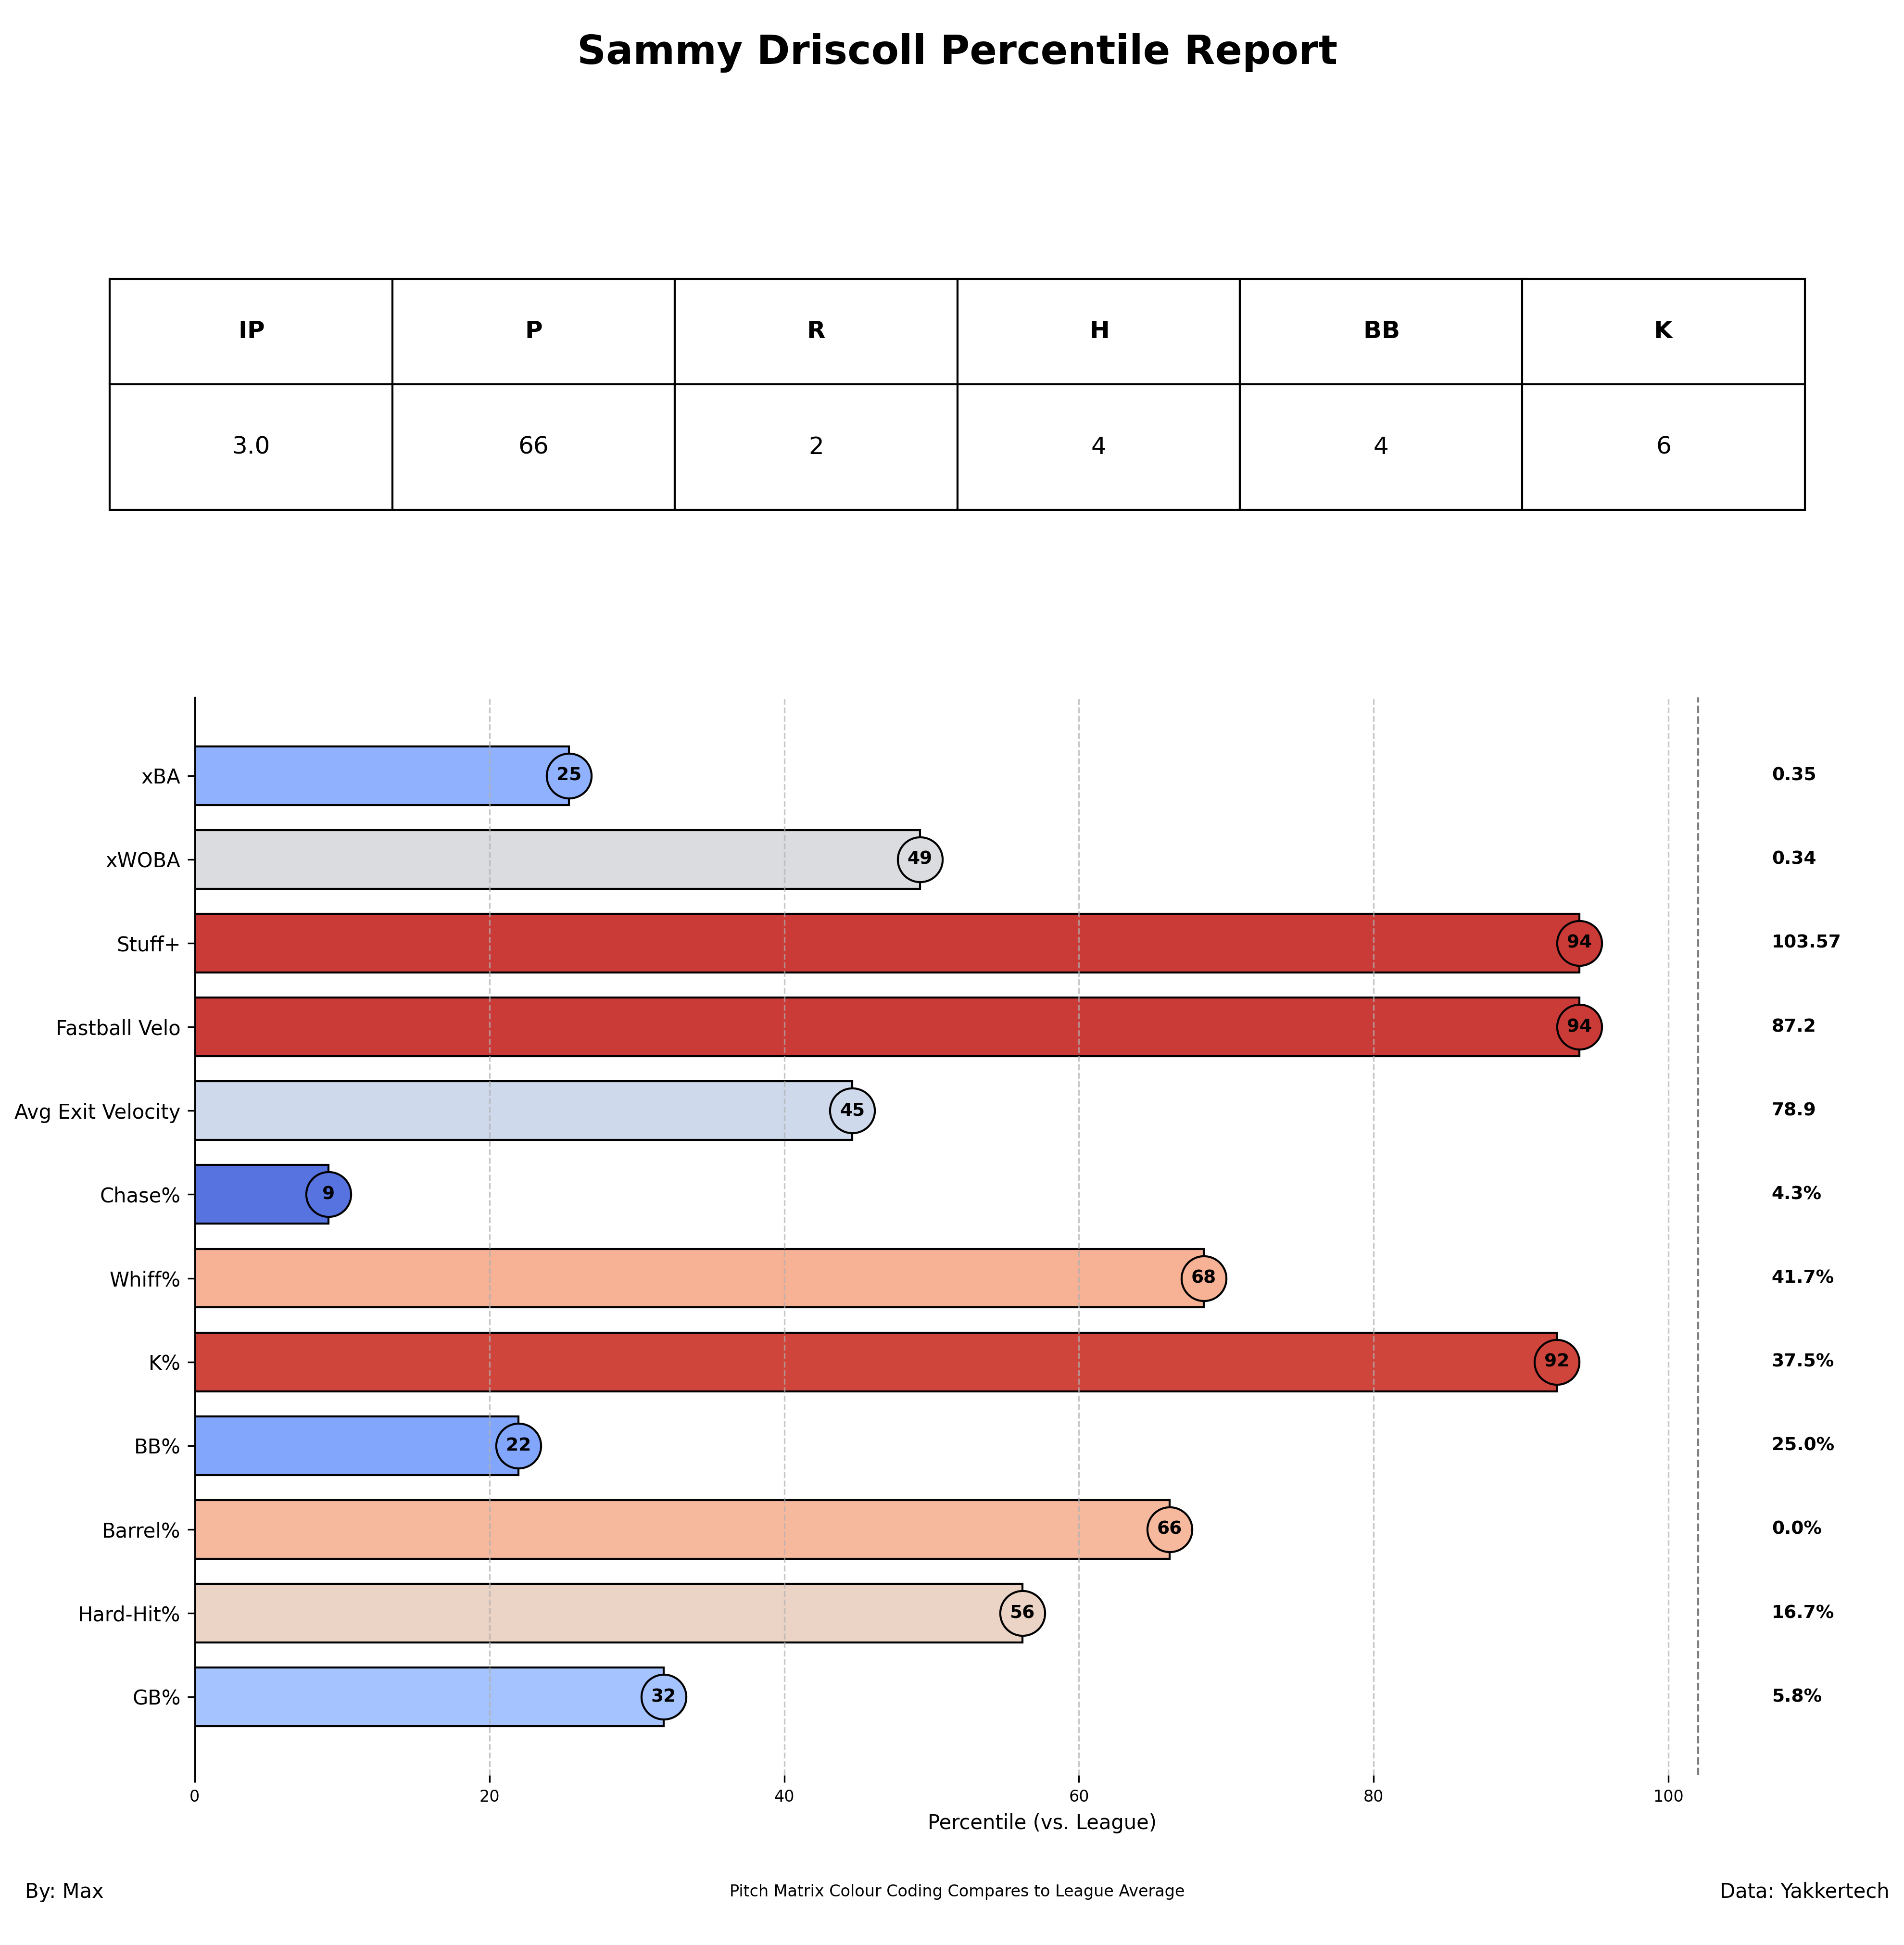 Sammy Driscoll Percentile Report
IP P R H BB K
3.0 66 2 4 4 6
xBA 25 0.35
xWOBA 49 0.34
Stuff+ 94 103.57
Fastball Velo 94 87.2
Avg Exit Velocity 45 78.9
Chase% 9 4.3%
Whiff% 68 41.7%
K% 92 37.5%
BB% 22 25.0%
Barrel% 66 0.0%
Hard-Hit% 56 16.7%
GB% 32 5.8%
0 20 40 60 80 100
Percentile (vs. League)
By: Max Pitch Matrix Colour Coding Compares to League Average Data: Yakkertech